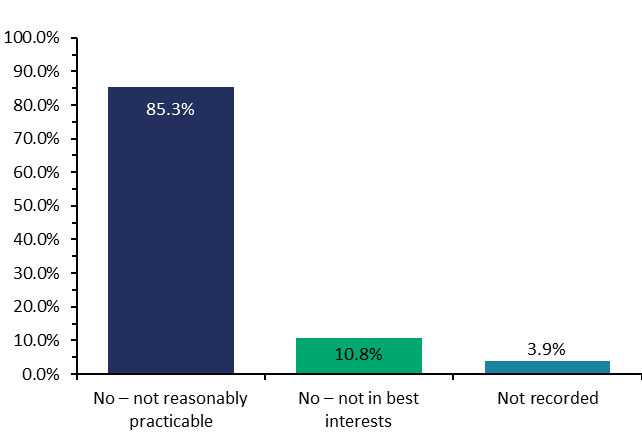 100.0%
90.0%
80.0%
70.0%
60.0%
50.0%
40.0%
30.0%
20.0%
10.0%
0.0%
85.3%
10.8%
3.9%
No – not reasonably
practicable
No – not in best
interests
Not recorded